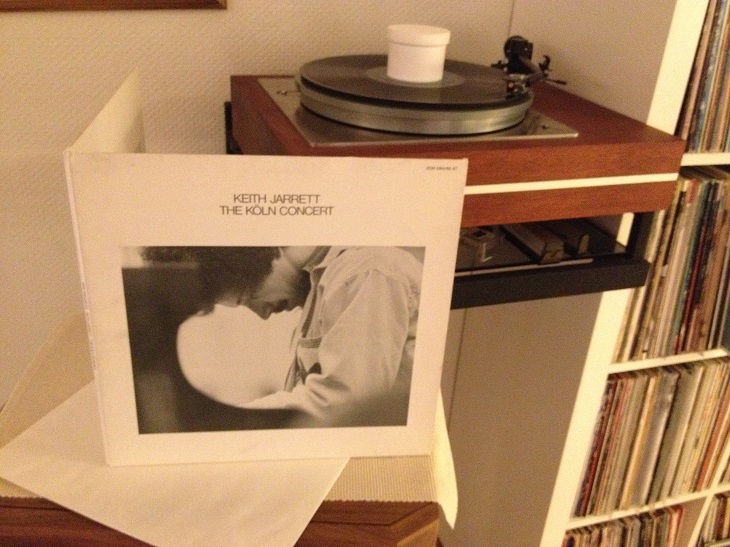 KEITH JARRETT
THE KÖLN CONCERT